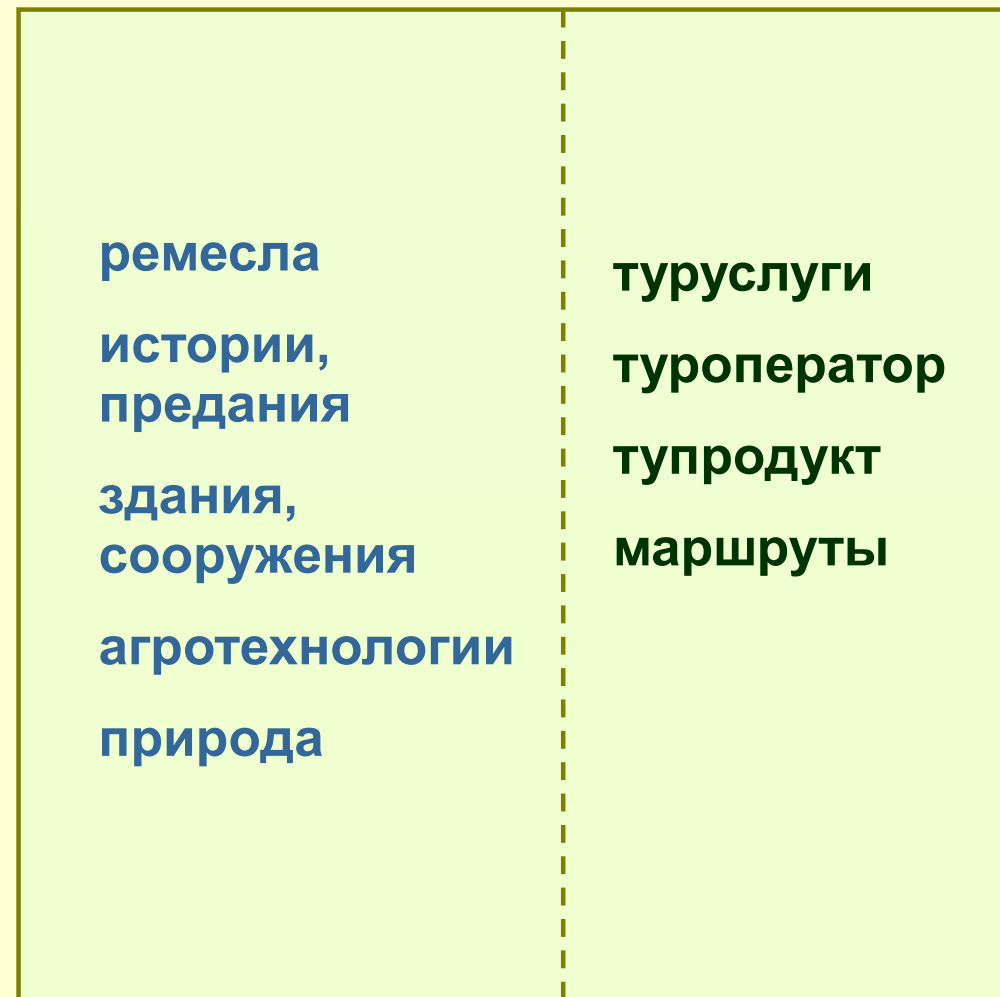 ремесла
истории,
предания
здания,
сооружения
агротехнологии
природа
туруслуги
туроператор
тупродукт
маршруты